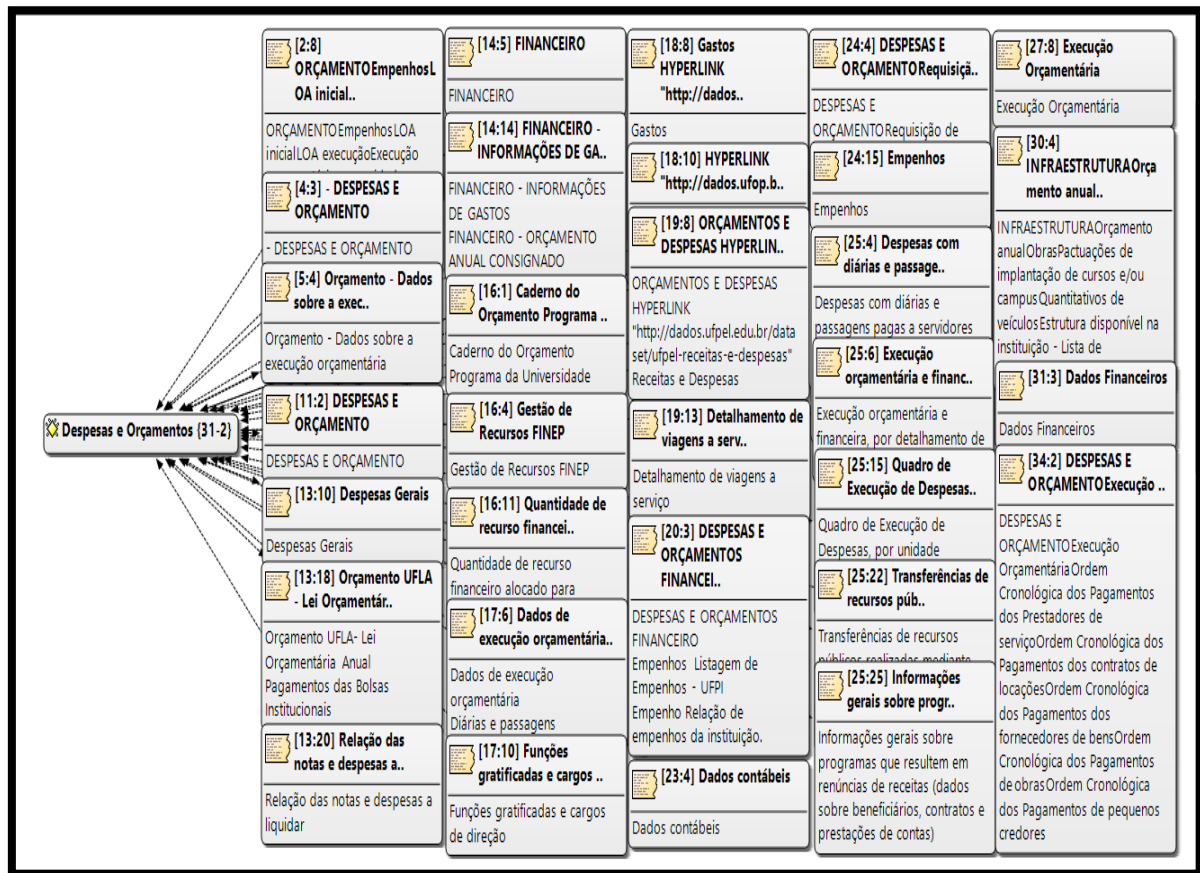 Despesas e Orçamentos {31-2}
[2:8]
ORÇAMENTOEmpenhosL
OA inicial..
ORÇAMENTOEmpenhosLOA
inicialLOA execuçãoExecução
[4:3] - DESPESAS E
ORÇAMENTO
- DESPESAS E ORÇAMENTO
[5:4] Orçamento - Dados
sobre a exec..
Orçamento - Dados sobre a
execução orçamentária
[11:2] DESPESAS E
ORÇAMENTO
DESPESAS E ORÇAMENTO
[13:10] Despesas Gerais
Despesas Gerais
[13:18] Orçamento UFLA
- Lei Orçamentár..
Orçamento UFLA- Lei
Orçamentária Anual
Pagamentos das Bolsas
Institucionais
[13:20] Relação das
notas e despesas a..
Relação das notas e despesas a
liquidar
[14:5] FINANCEIRO
FINANCEIRO
[14:14] FINANCEIRO -
INFORMAÇÕES DE GA..
FINANCEIRO - INFORMAÇÕES
DE GASTOS
FINANCEIRO - ORÇAMENTO
ANUAL CONSIGNADO
[16:1] Caderno do
Orçamento Programa ..
Caderno do Orçamento
Programa da Universidade
[16:4] Gestão de
Recursos FINEP
Gestão de Recursos FINEP
[16:11] Quantidade de
recurso financei..
Quantidade de recurso
financeiro alocado para
[17:6] Dados de
execução orçamentária..
Dados de execução
orçamentária
Diárias e passagens
[17:10] Funções
gratificadas e cargos ..
Funções gratificadas e cargos
de direção
[18:8] Gastos
HYPERLINK
"http://dados..
Gastos
[18:10] HYPERLINK
"http://dados.ufop.b..
[19:8] ORÇAMENTOS E
DESPESAS HYPERLIN..
ORÇAMENTOS E DESPESAS
HYPERLINK
"http://dados.ufpel.edu.br/data
set/ufpel-receitas-e-despesas"
Receitas e Despesas
[19:13] Detalhamento de
viagens a serv..
Detalhamento de viagens a
serviço
[20:3] DESPESAS E
ORÇAMENTOS
FINANCEI..
DESPESAS E ORÇAMENTOS
FINANCEIRO
Empenhos Listagem de
Empenhos - UFPI
Empenho Relação de
empenhos da instituição.
[23:4] Dados contábeis
Dados contábeis
[24:4] DESPESAS E
ORÇAMENTORequisiçã..
DESPESAS E
ORÇAMENTORequisição de
[24:15] Empenhos
Empenhos
[25:4] Despesas com
diárias e passage..
Despesas com diárias e
passagens pagas a servidores
[25:6] Execução
orçamentária e financ..
Execução orçamentária e
financeira, por detalhamento de
[25:15] Quadro de
Execução de Despesas..
Quadro de Execução de
Despesas, por unidade
[25:22] Transferências de
recursos púb..
Transferências de recursos
públicos realizadas mediante
[25:25] Informações
gerais sobre progr..
Informações gerais sobre
programas que resultem em
renúncias de receitas (dados
sobre beneficiários, contratos e
prestações de contas)
[27:8] Execução
Orçamentária
Execução Orçamentária
[30:4]
INFRAESTRUTURAOrça
mento anual..
INFRAESTRUTURAOrçamento
anualObrasPactuações de
implantação de cursos e/ou
campusQuantitativos de
veículosEstrutura disponível na
instituição - Lista de
[31:3] Dados Financeiros
Dados Financeiros
[34:2] DESPESAS E
ORÇAMENTOExecução ..
DESPESAS E
ORÇAMENTOExecução
OrçamentáriaOrdem
Cronológica dos Pagamentos
dos Prestadores de
serviçoOrdem Cronológica dos
Pagamentos dos contratos de
locaçõesOrdem Cronológica
dos Pagamentos dos
fornecedores de bensOrdem
Cronológica dos Pagamentos
de obrasOrdem Cronológica
dos Pagamentos de pequenos
credores